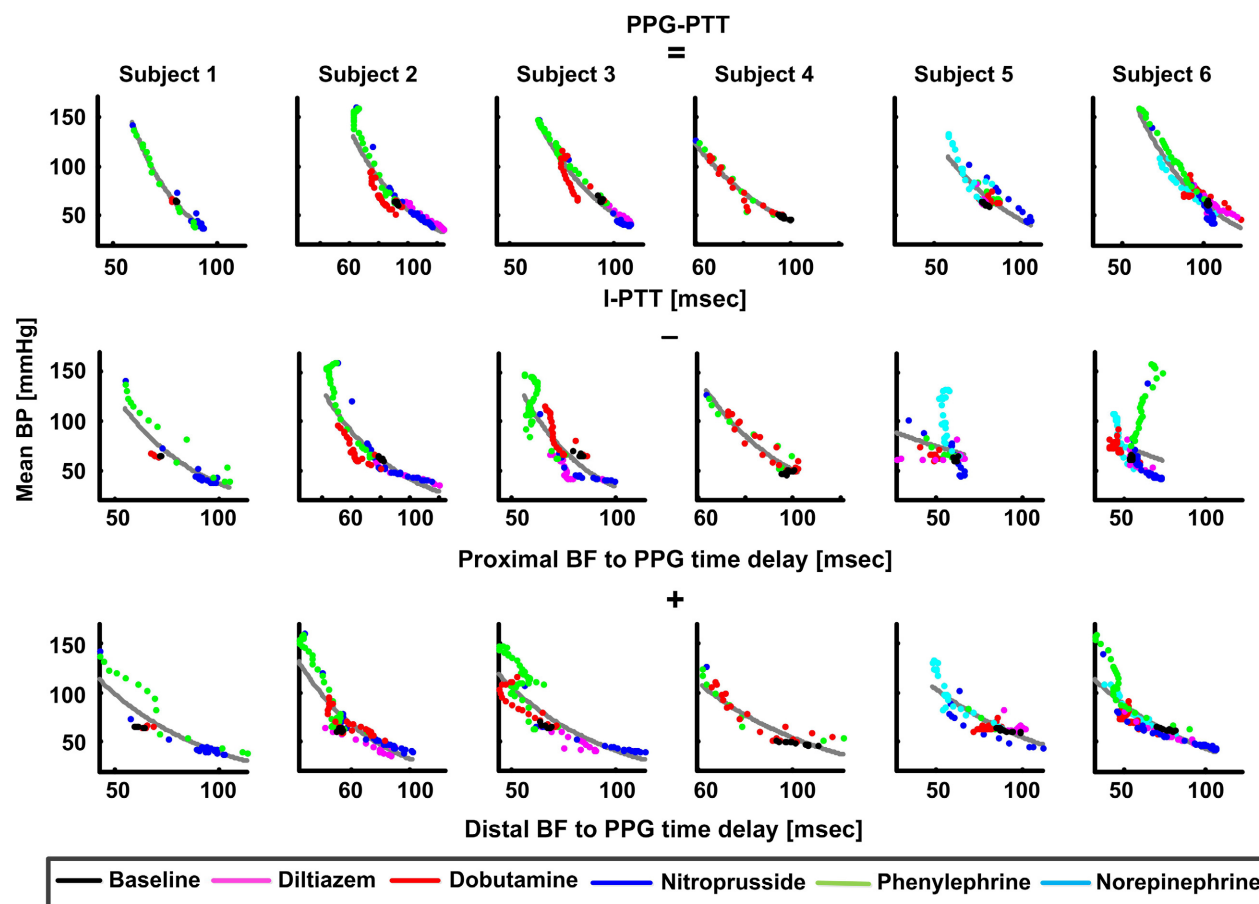 PPG-PTT
=
Subject 1 Subject 2 Subject 3 Subject 4 Subject 5 Subject 6
150
100
50
50 100 60 100 60 100 60 100 50 100 50 100
I-PTT [msec]
–
Mean BP [mmHg]
150
100
50
50 100 60 100 50 100 60 100 50 100 50 100
Proximal BF to PPG time delay [msec]
+
150
100
50
50 100 60 100 50 100 60 100 50 100 50 100
Distal BF to PPG time delay [msec]
Baseline Diltiazem Dobutamine Nitroprusside Phenylephrine Norepinephrine